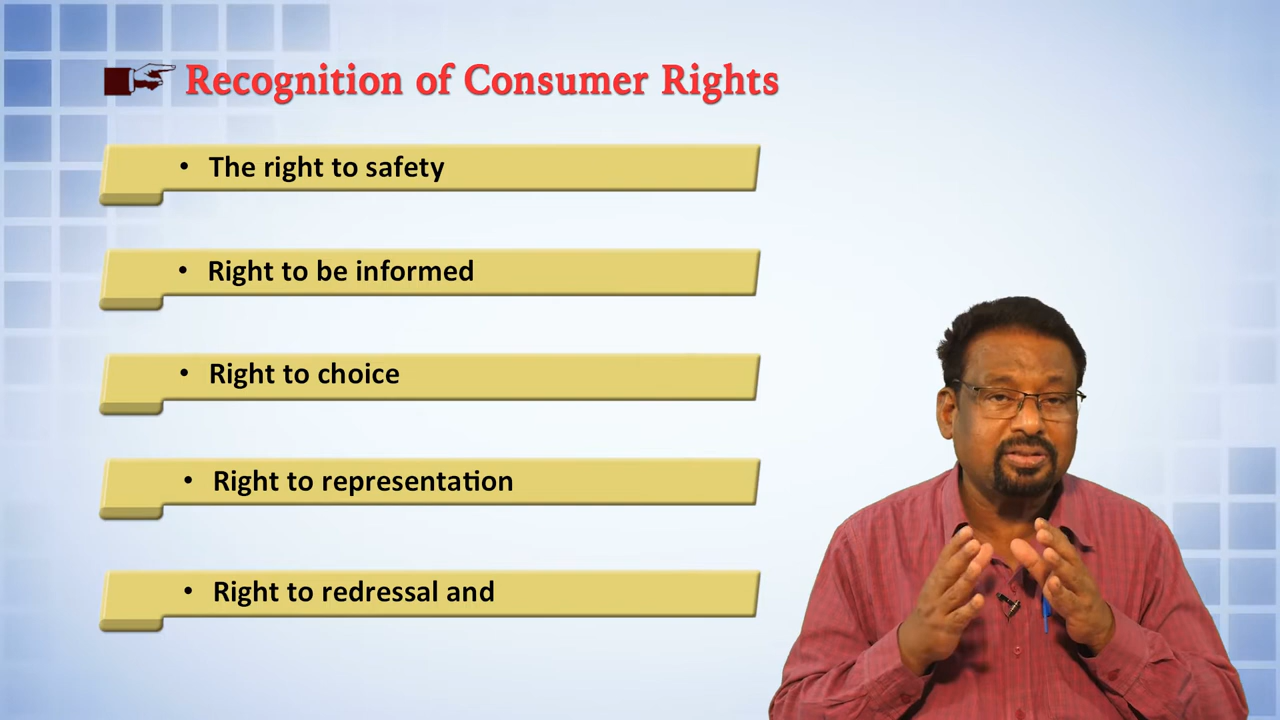 Recognition of Consumer Rights
• The right to safety
• Right to be informed
• Right to choice
• Right to representation
• Right to redressal and